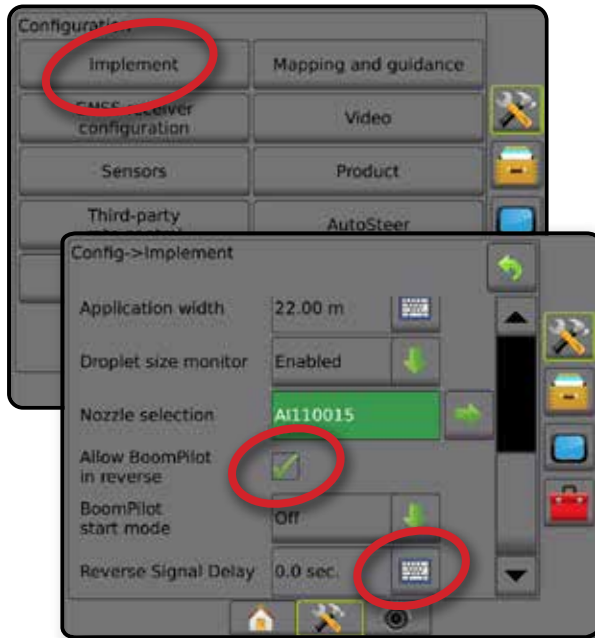 Configuration
Implement
Mapping and guidance
GNSS receiver
configuration
Video
Sensors
Product
Third-party
AutoSteer
Config->Implement
Application width
22.00 m
Droplet size monitor
Enabled
Nozzle selection
AI110015
Allow BoomPilot
in reverse
BoomPilot
start mode
Off
Reverse Signal Delay
0.0 sec.